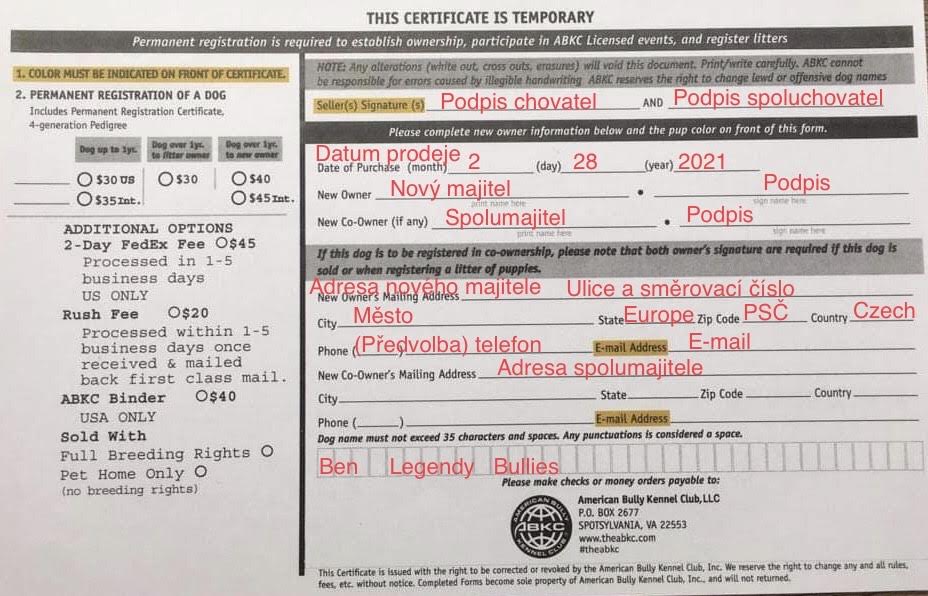 THIS CERTIFICATE IS TEMPORARY
Permanent registration is required to establish ownership, participate in ABKC Licensed events, and register litters
1. COLOR MUST BE INDICATED ON FRONT OF CERTIFICATE.
2. PERMANENT REGISTRATION OF A DOG
Includes Permanent Registration Certificate,
4-generation Pedigree
Dog up to 1yr. Dog over 1yr. to litter owner Dog over 1yr. to new owner
$30 US $30 $40
$35Int. $45Int.
ADDITIONAL OPTIONS
2-Day FedEx Fee $45
Processed in 1-5
business days
US ONLY
Rush Fee $20
Processed within 1-5
business days once
received & mailed
back first class mail.
ABKC Binder $40
USA ONLY
Sold With
Full Breeding Rights
Pet Home Only
(no breeding rights)
NOTE: Any alterations (white out, cross outs, erasures) will void this document. Print/write carefully. ABKC cannot
be responsible for errors caused by illegible handwriting. ABKC reserves the right to change lewd or offensive dog names
Seller(s) Signature (s) Podpis chovatel AND Podpis spoluchovatel
Please complete new owner information below and the pup color on front of this form.
Datum prodeje
Date of Purchase (month) 2 (day) 28 (year) 2021
New Owner Nový majitel • Podpis
print name here sign name here
New Co-Owner (if any) Spolumajitel • Podpis
print name here sign name here
If this dog is to be registered in co-ownership, please note that both owner's signature are required if this dog is
sold or when registering a litter of puppies.
Adresa nového majitele Ulice a směrovací číslo
New Owner's Mailing Address
City Město State Europe Zip Code PSČ Country Czech
Phone ( ) (Předvolba) telefon E-mail Address E-mail
New Co-Owner's Mailing Address Adresa spolumajitele
City State Zip Code Country
Phone ( ) E-mail Address
Dog name must not exceed 35 characters and spaces. Any punctuations is considered a space.
Ben Legendy Bullies
Please make checks or money orders payable to:
AMERICAN BULLY
ABKC
KENNEL CLUB
American Bully Kennel Club,LLC
P.O. BOX 2677
SPOTSYLVANIA, VA 22553
www.theabkc.com
#theabkc
This Certificate is issued with the right to be corrected or revoked by the American Bully Kennel Club, Inc. We reserve the right to change any and all rules,
fees, etc. without notice. Completed Forms become sole property of American Bully Kennel Club, Inc., and will not returned.